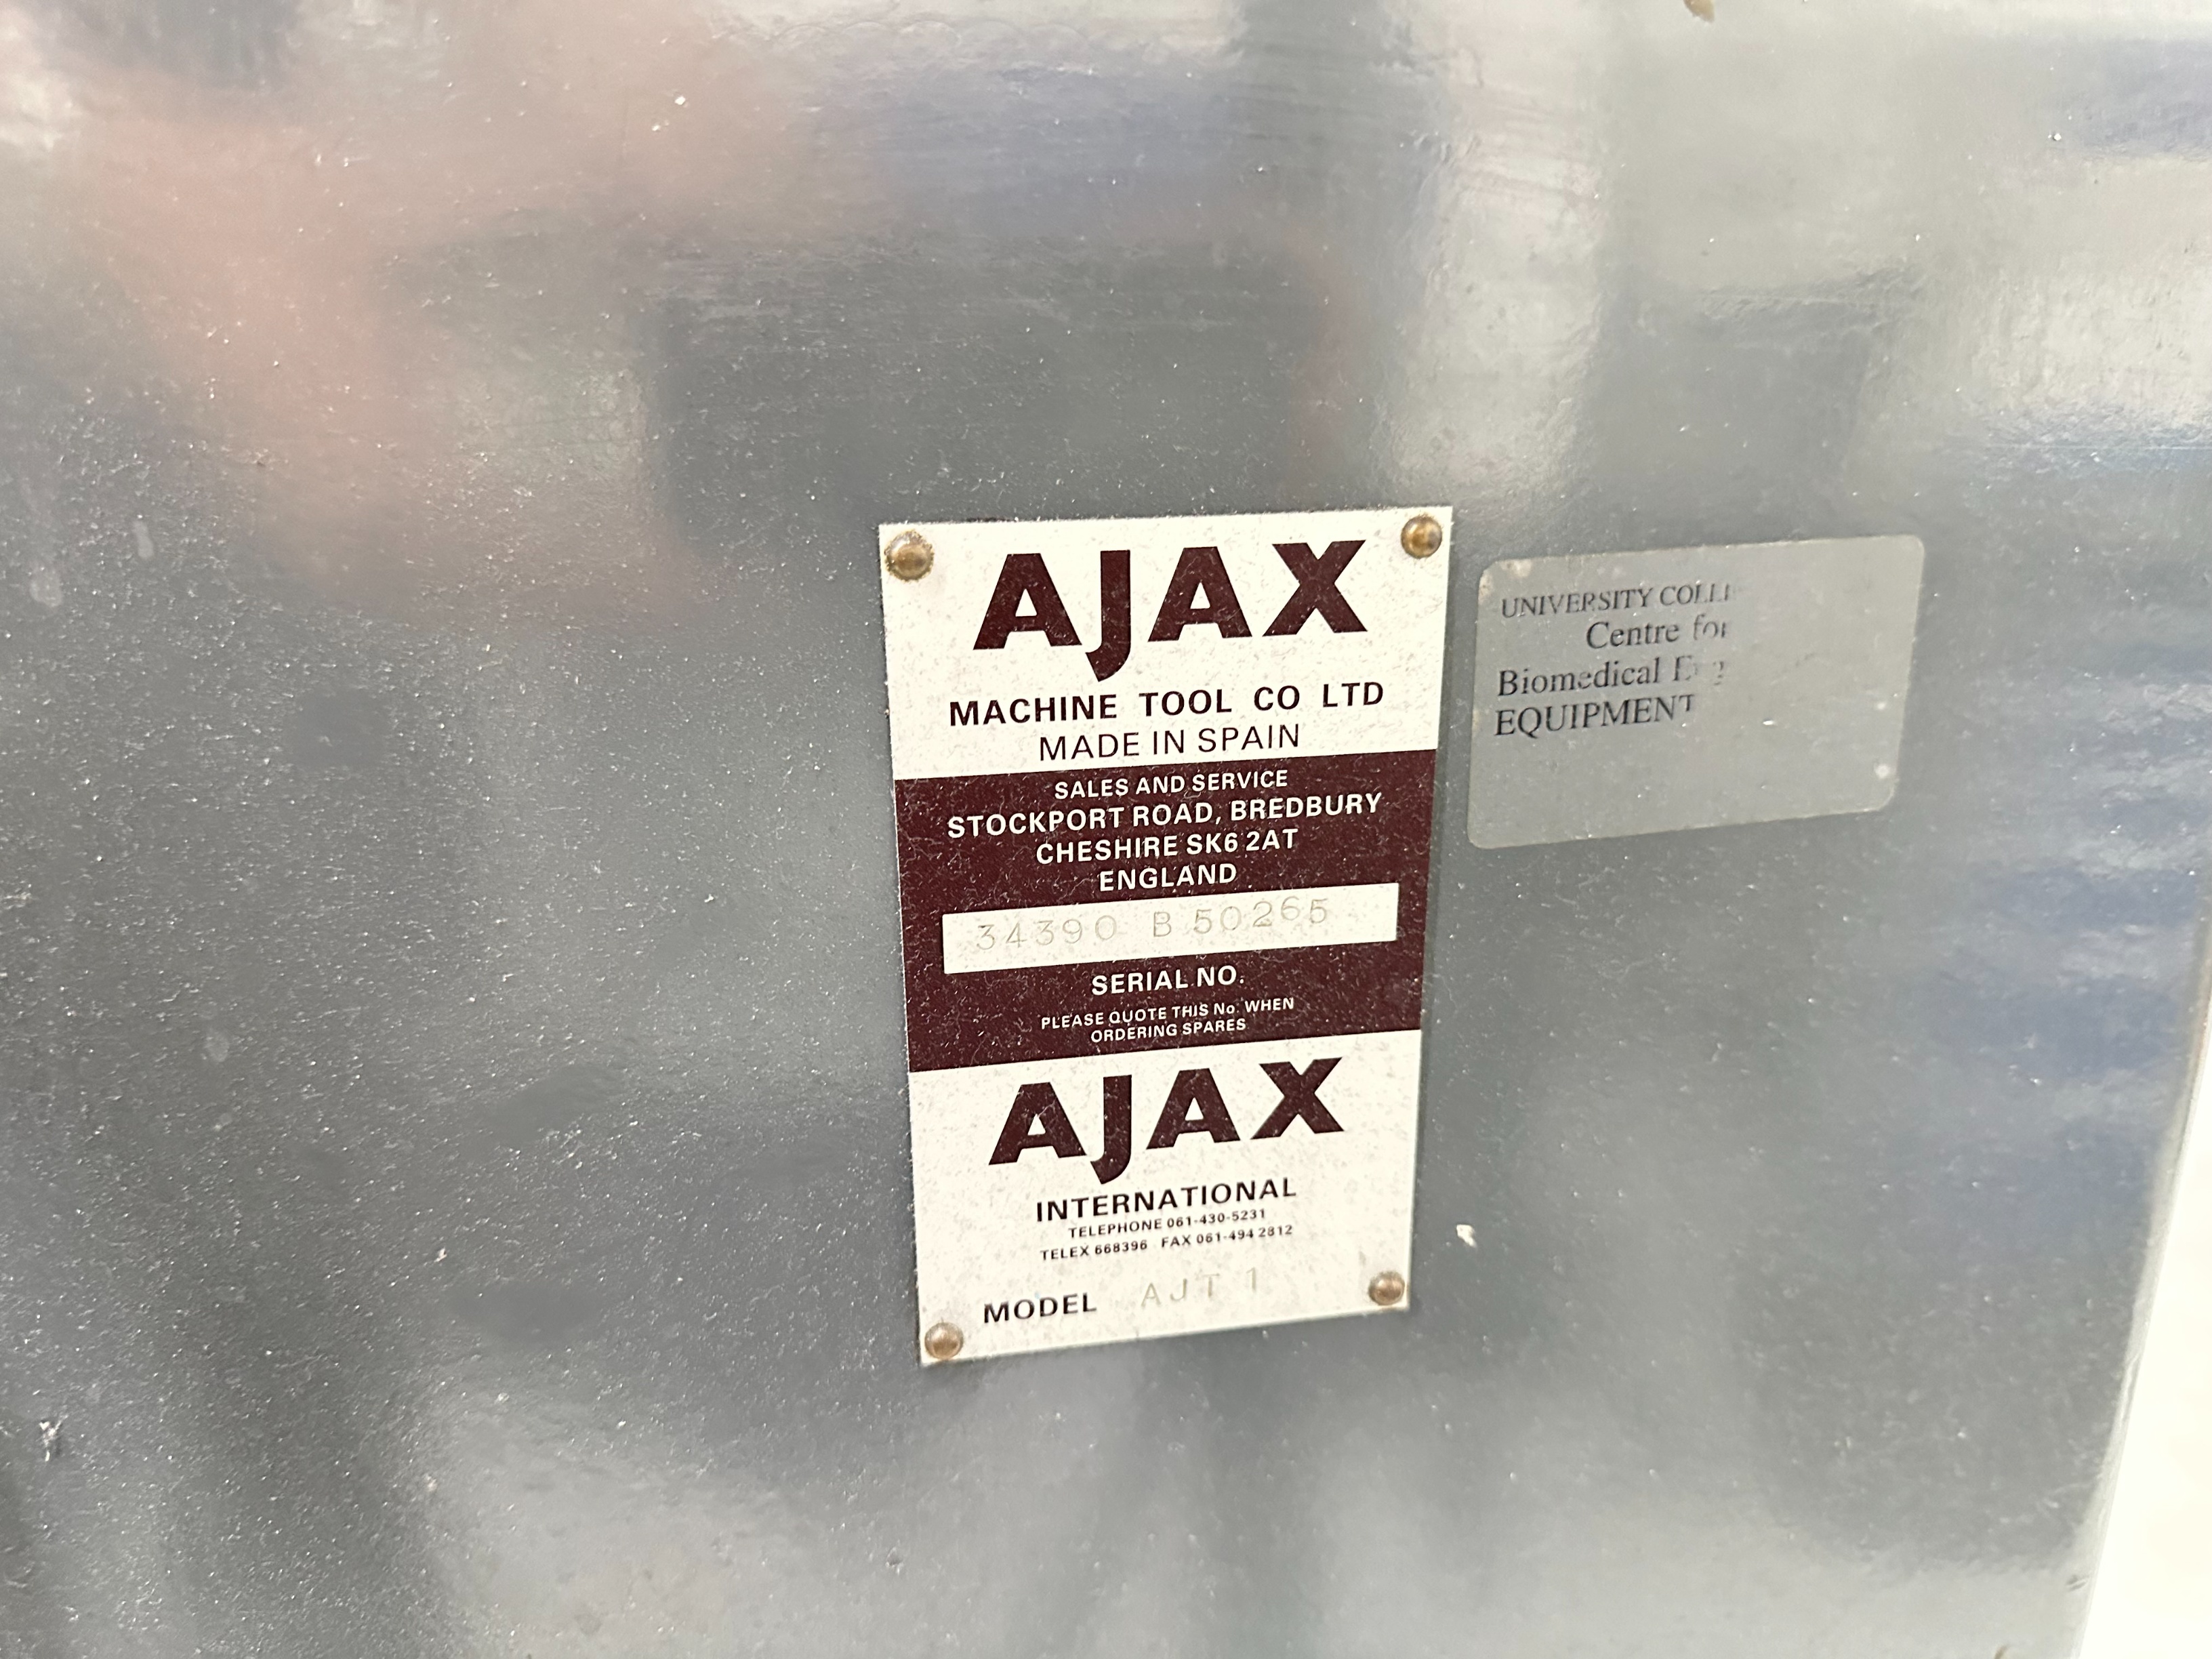 AJAX
MACHINE TOOL CO LTD
MADE IN SPAIN
SALES AND SERVICE
STOCKPORT ROAD, BREDBURY
CHESHIRE SK6 2AT
ENGLAND
34390 B 50265
SERIAL NO.
PLEASE QUOTE THIS No. WHEN
ORDERING SPARES
AJAX
INTERNATIONAL
TELEPHONE 061-430-5231
TELEX 668396 FAX 061-494 2812
MODEL AJT 1
UNIVERSITY
Centre for
Biomedical
EQUIPMENT